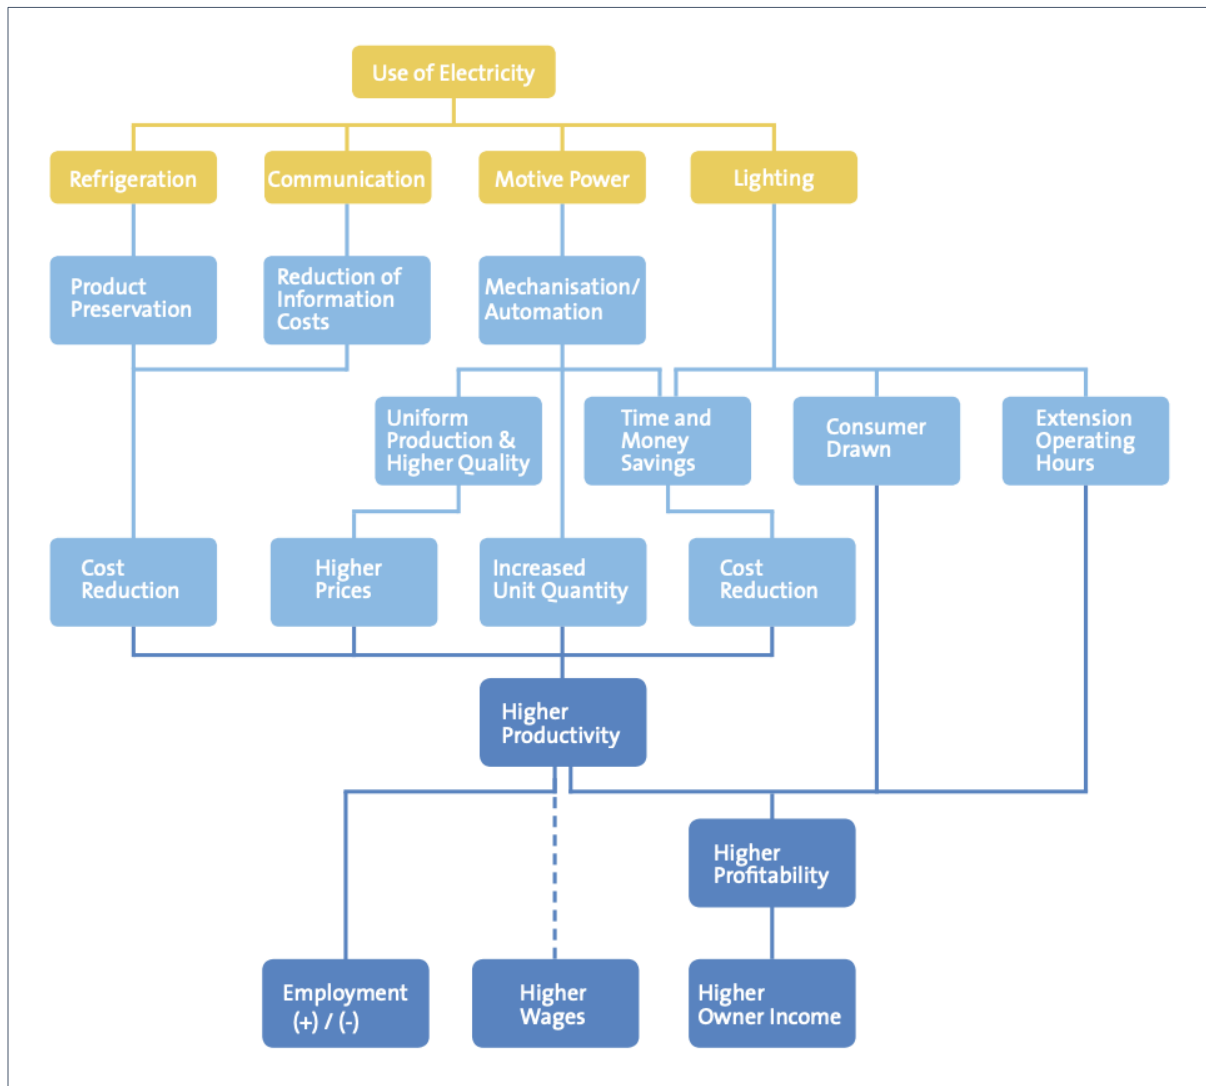 Use of Electricity
Refrigeration
Communication
Motive Power
Lighting
Product
Preservation
Reduction of
Information
Costs
Mechanisation/
Automation
Uniform
Production &
Higher Quality
Time and
Money
Savings
Consumer
Drawn
Extension
Operating
Hours
Cost
Reduction
Higher
Prices
Increased
Unit Quantity
Cost
Reduction
Higher
Productivity
Higher
Profitability
Employment
(+) / (-)
Higher
Wages
Higher
Owner Income